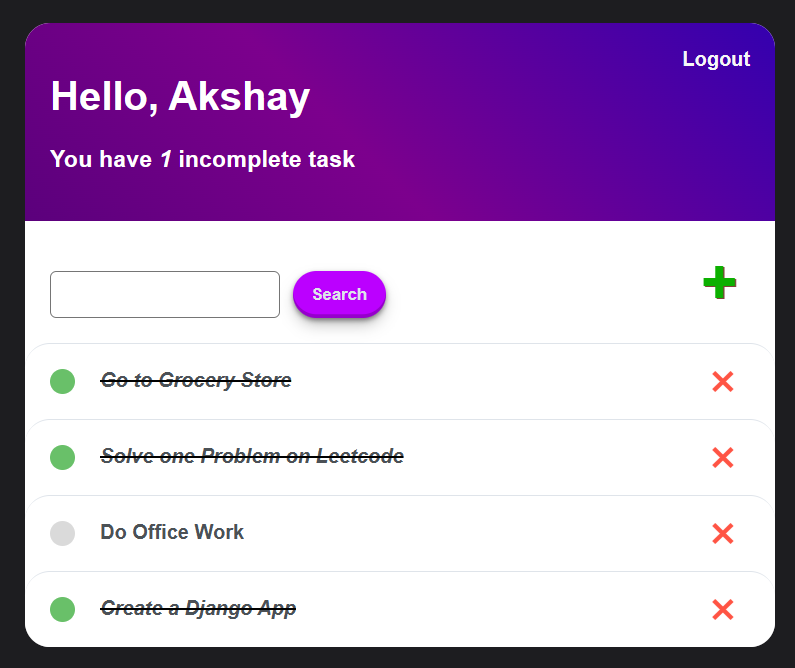 Logout
Hello, Akshay
You have 1 incomplete task
Search
Go to Grocery Store
Solve one Problem on Leetcode
Do Office Work
Create a Django App